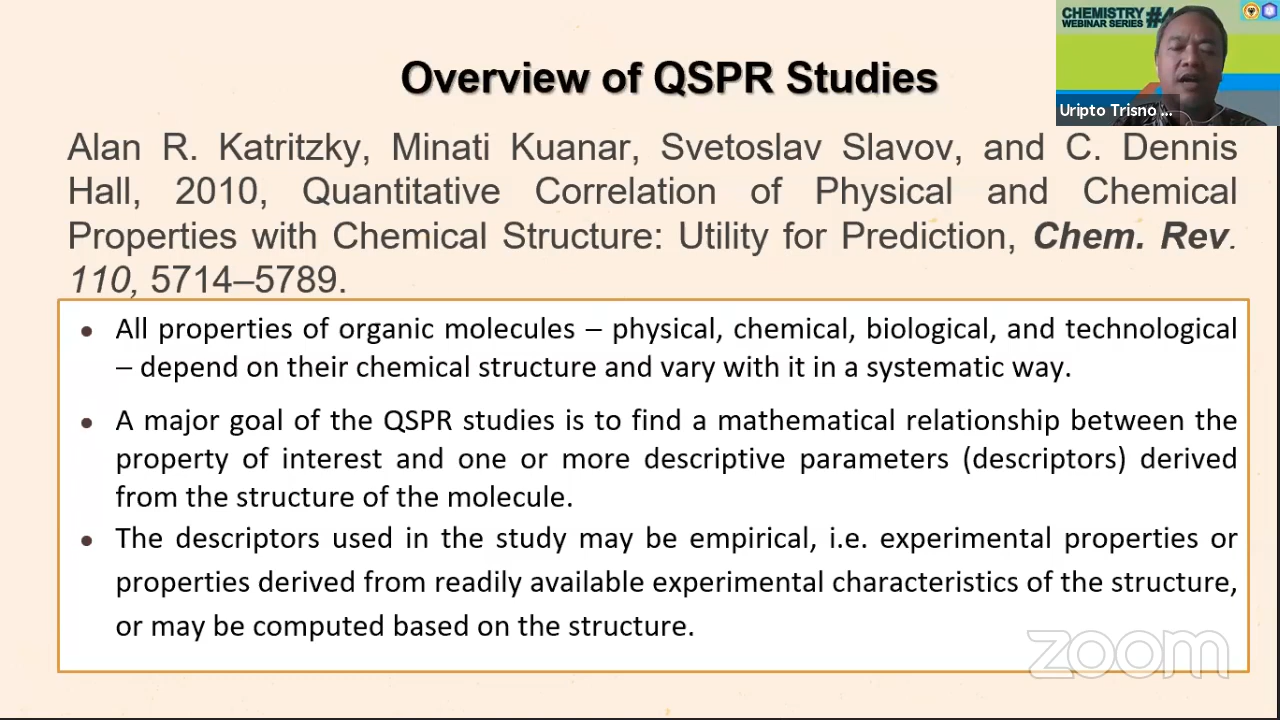 CHEMISTRY
WEBINAR SERIES #4
Uripto Trisno ...
Overview of QSPR Studies
Alan R. Katritzky, Minati Kuanar, Svetoslav Slavov, and C. Dennis
Hall, 2010, Quantitative Correlation of Physical and Chemical
Properties with Chemical Structure: Utility for Prediction, Chem. Rev.
110, 5714–5789.
● All properties of organic molecules – physical, chemical, biological, and technological
– depend on their chemical structure and vary with it in a systematic way.
● A major goal of the QSPR studies is to find a mathematical relationship between the
property of interest and one or more descriptive parameters (descriptors) derived
from the structure of the molecule.
● The descriptors used in the study may be empirical, i.e. experimental properties or
properties derived from readily available experimental characteristics of the structure,
or may be computed based on the structure.
zoom